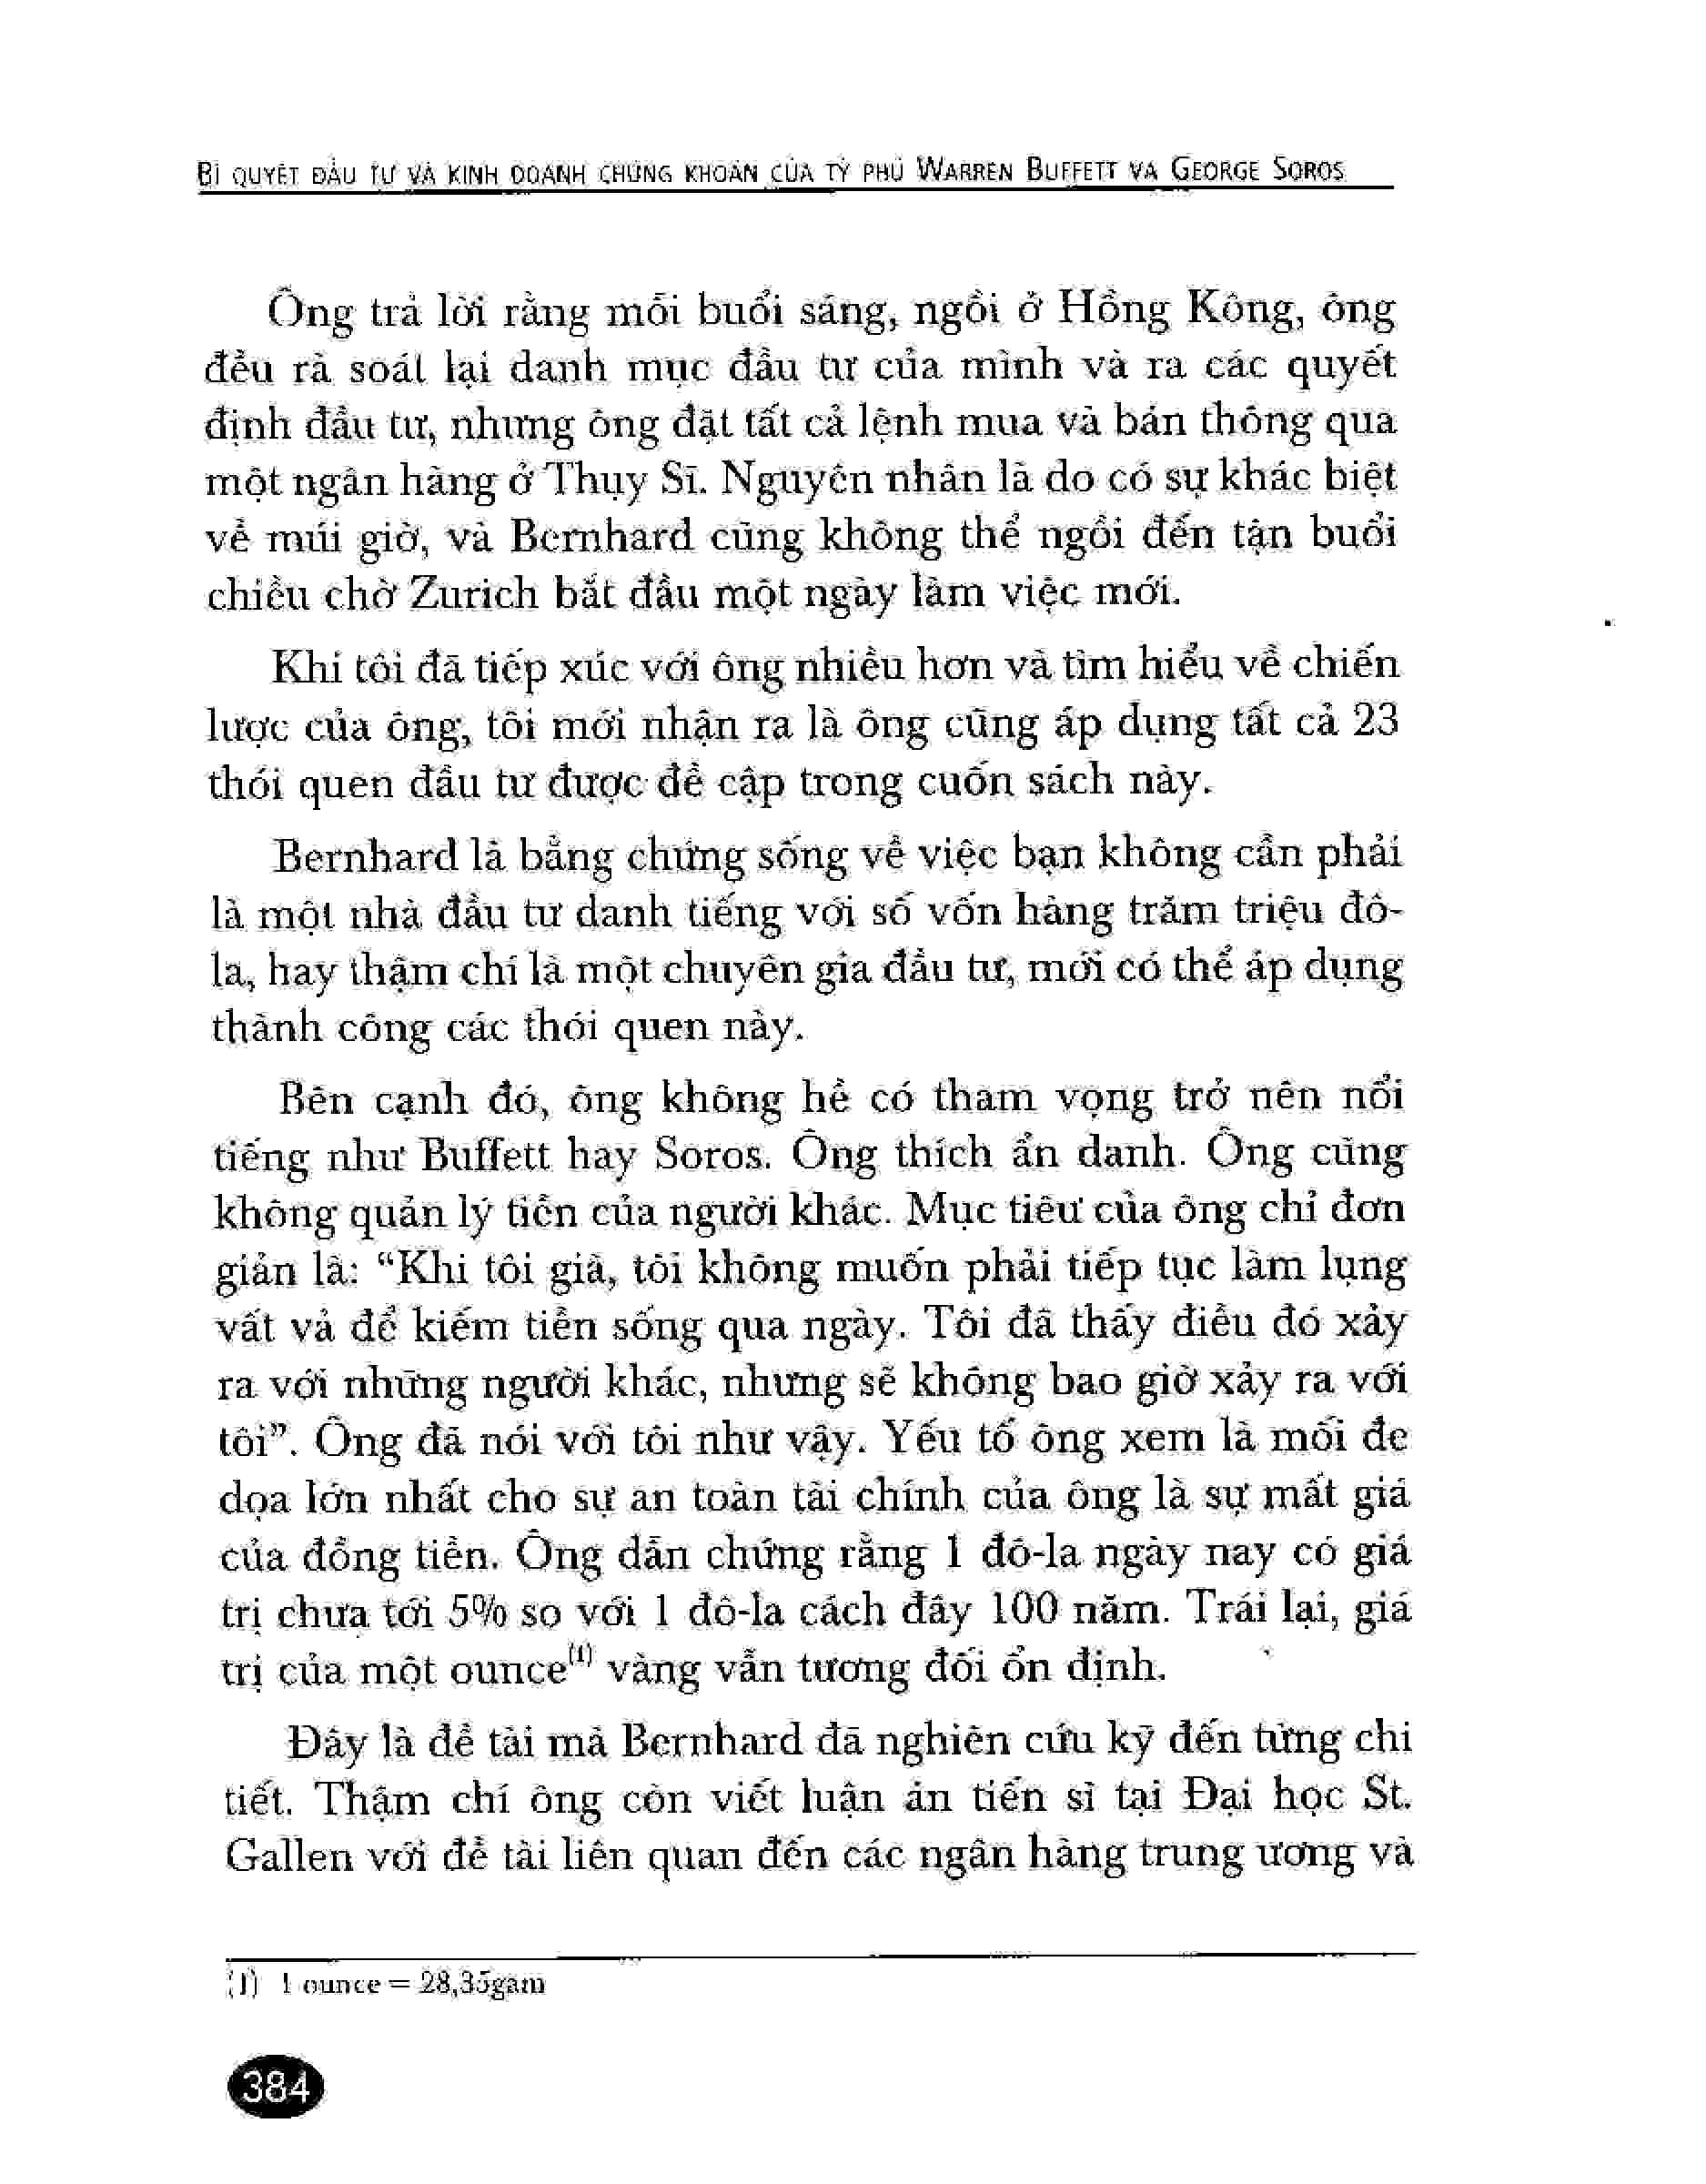 BÍ QUYẾT ĐẦU TƯ VÀ KINH DOANH CHỨNG KHOÁN CỦA TỶ PHÚ WARREN BUFFETT VÀ GEORGE SOROS
Ông trả lời rằng mỗi buổi sáng, ngồi ở Hồng Kông, ông
đều rà soát lại danh mục đầu tư của mình và ra các quyết
định đầu tư, nhưng ông đặt tất cả lệnh mua và bán thông qua
một ngân hàng ở Thụy Sĩ. Nguyên nhân là do có sự khác biệt
về múi giờ, và Bernhard cũng không thể ngồi đến tận buổi
chiều chờ Zurich bắt đầu một ngày làm việc mới.
Khi tôi đã tiếp xúc với ông nhiều hơn và tìm hiểu về chiến
lược của ông, tôi mới nhận ra là ông cũng áp dụng tất cả 23
thói quen đầu tư được đề cập trong cuốn sách này.
Bernhard là bằng chứng sống về việc bạn không cần phải
là một nhà đầu tư danh tiếng với số vốn hàng trăm triệu đô-
la, hay thậm chí là một chuyên gia đầu tư, mới có thể áp dụng
thành công các thói quen này.
Bên cạnh đó, ông không hề có tham vọng trở nên nổi
tiếng như Buffett hay Soros. Ông thích ẩn danh. Ông cũng
không quản lý tiền của người khác. Mục tiêu của ông chỉ đơn
giản là: “Khi tôi già, tôi không muốn phải tiếp tục làm lụng
vất vả để kiếm tiền sống qua ngày. Tôi đã thấy điều đó xảy
ra với những người khác, nhưng sẽ không bao giờ xảy ra với
tôi”. Ông đã nói với tôi như vậy. Yếu tố ông xem là mối đe
dọa lớn nhất cho sự an toàn tài chính của ông là sự mất giá
của đồng tiền. Ông dẫn chứng rằng 1 đô-la ngày nay có giá
trị chưa tới 5% so với 1 đô-la cách đây 100 năm. Trái lại, giá
trị của một ounce(1) vàng vẫn tương đối ổn định.
Đây là đề tài mà Bernhard đã nghiên cứu kỹ đến từng chi
tiết. Thậm chí ông còn viết luận án tiến sĩ tại Đại học St.
Gallen với đề tài liên quan đến các ngân hàng trung ương và
(1) 1 ounce = 28,35gam
384